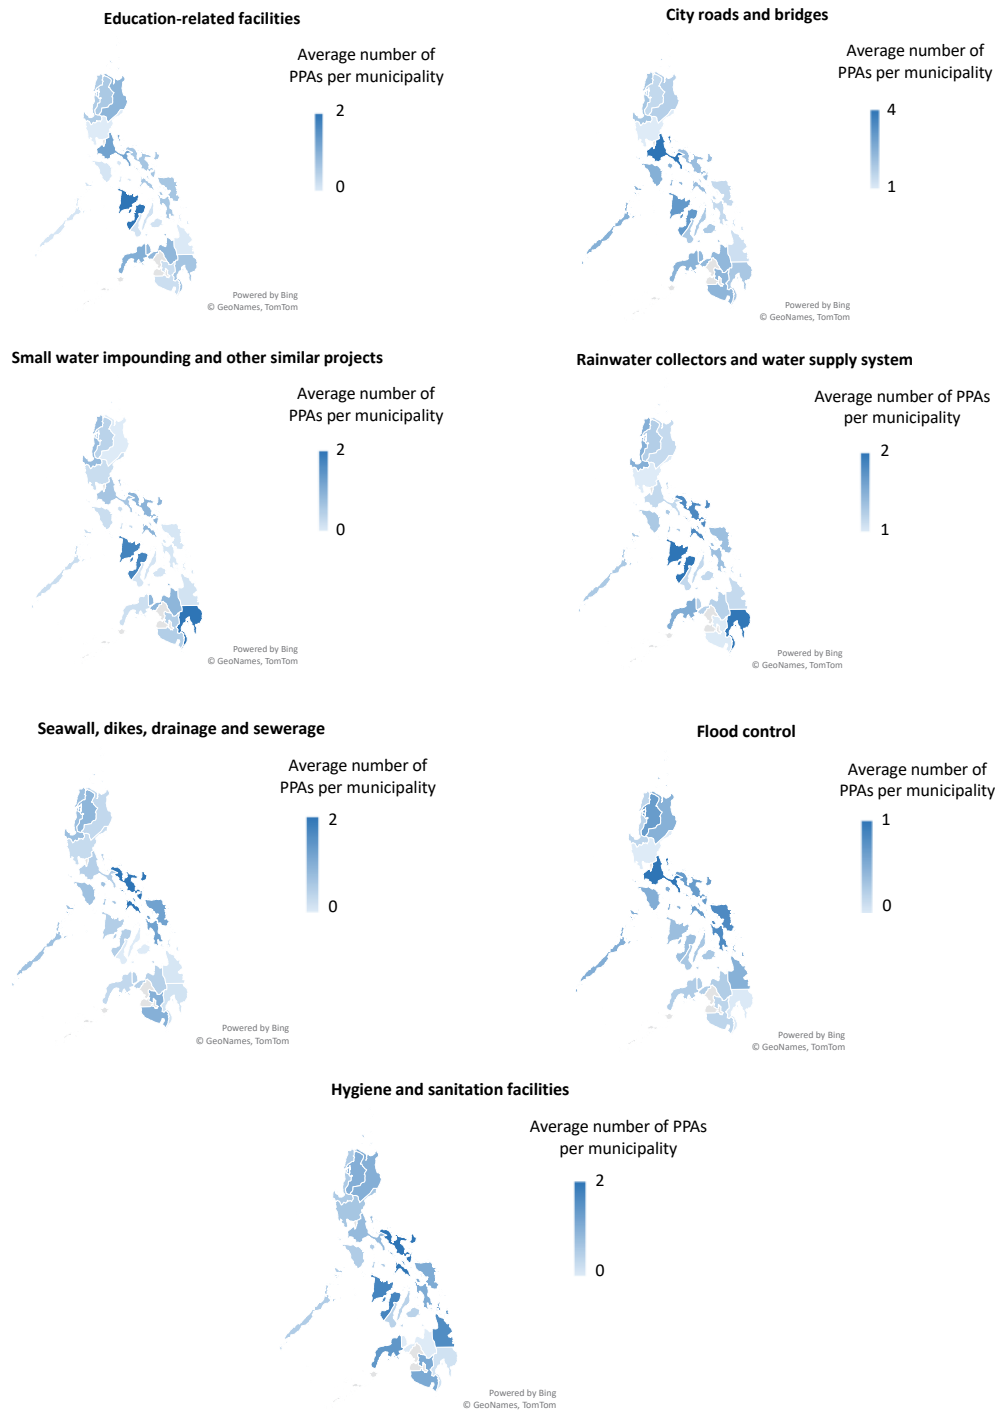 Education-related facilities
Average number of
PPAs per municipality
2
0
Powered by Bing
© GeoNames, TomTom
City roads and bridges
Average number of
PPAs per municipality
4
1
Powered by Bing
© GeoNames, TomTom
Small water impounding and other similar projects
Average number of
PPAs per municipality
2
0
Powered by Bing
© GeoNames, TomTom
Rainwater collectors and water supply system
Average number of PPAs
per municipality
2
1
Powered by Bing
© GeoNames, TomTom
Seawall, dikes, drainage and sewerage
Average number of
PPAs per municipality
2
0
Powered by Bing
© GeoNames, TomTom
Flood control
Average number of
PPAs per municipality
1
0
Powered by Bing
© GeoNames, TomTom
Hygiene and sanitation facilities
Average number of PPAs
per municipality
2
0
Powered by Bing
© GeoNames, TomTom